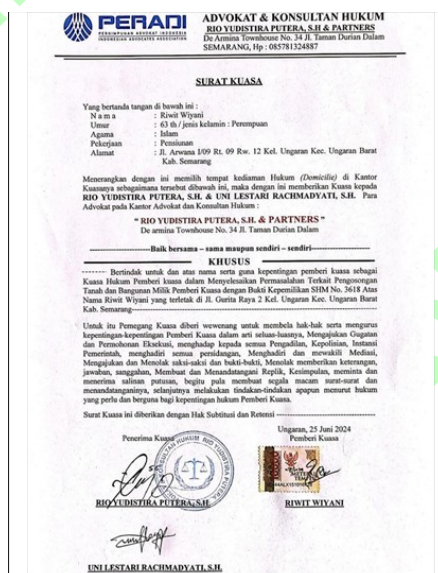 PERADI
PERHIMPUNAN ADVOKAT INDONESIA
INDONESIAN ADVOCATES ASSOCIATION
ADVOKAT & KONSULTAN HUKUM
RIO YUDISTIRA PUTERA, S.H & PARTNERS
De Armina Townhouse No. 34 Jl. Taman Durian Dalam
SEMARANG, Hp : 085781324887
SURAT KUASA
Yang bertanda tangan di bawah ini :
N a m a : Riwit Wiyani
Umur : 63 th / jenis kelamin : Perempuan
Agama : Islam
Pekerjaan : Pensiunan
Alamat : Jl. Arwana I/09 Rt. 09 Rw. 12 Kel. Ungaran Kec. Ungaran Barat
Kab. Semarang
Menerangkan dengan ini memilih tempat kediaman Hukum (Domicilie) di Kantor
Kuasanya sebagaimana tersebut dibawah ini, maka dengan ini memberikan Kuasa kepada
RIO YUDISTIRA PUTERA, S.H. & UNI LESTARI RACHMADYATI, S.H. Para
Advokat pada Kantor Advokat dan Konsultan Hukum :
" RIO YUDISTIRA PUTERA, S.H. & PARTNERS "
De armina Townhouse No. 34 Jl. Taman Durian Dalam
----------Baik bersama – sama maupun sendiri – sendiri----------
KHUSUS
-------- Bertindak untuk dan atas nama serta guna kepentingan pemberi kuasa sebagai
Kuasa Hukum Pemberi kuasa dalam Menyelesaikan Permasalahan Terkait Pengosongan
Tanah dan Bangunan Milik Pemberi Kuasa dengan Bukti Kepemilikan SHM No. 3618 Atas
Nama Riwit Wiyani yang terletak di Jl. Gurita Raya 2 Kel. Ungaran Kec. Ungaran Barat
Kab. Semarang----------
Untuk itu Pemegang Kuasa diberi wewenang untuk membela hak-hak serta mengurus
kepentingan-kepentingan Pemberi Kuasa dalam arti seluas-luasnya, Mengajukan Gugatan
dan Permohonan Eksekusi, menghadap kepada semua Pengadilan, Kepolisian, Instansi
Pemerintah, menghadiri semua persidangan, Menghadiri dan mewakili Mediasi,
Mengajukan dan Menolak saksi-saksi dan bukti-bukti, Menolak memberikan keterangan,
jawaban, sanggahan, Membuat dan Menandatangani Replik, Kesimpulan, meminta dan
menerima salinan putusan, begitu pula membuat segala macam surat-surat dan
menandatanganinya, selanjutnya melakukan tindakan-tindakan apapun menurut hukum
yang perlu dan berguna bagi kepentingan hukum Pemberi Kuasa.
Surat Kuasa ini diberikan dengan Hak Subtitusi dan Retensi ----------
Ungaran, 25 Juni 2024
Penerima Kuasa
Pemberi Kuasa
RIO YUDISTIRA PUTERA, S.H
RIWIT WIYANI
UNI LESTARI RACHMADYATI, S.H.